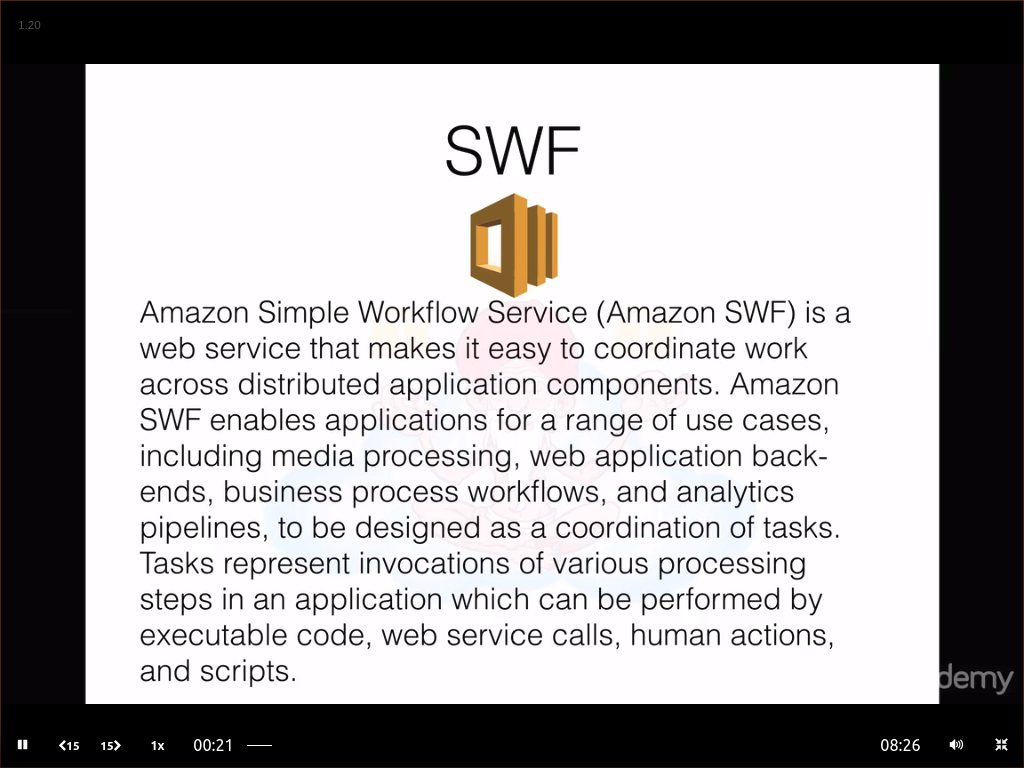 1.20
SWF
Amazon Simple Workflow Service (Amazon SWF) is a
web service that makes it easy to coordinate work
across distributed application components. Amazon
SWF enables applications for a range of use cases,
including media processing, web application back-
ends, business process workflows, and analytics
pipelines, to be designed as a coordination of tasks.
Tasks represent invocations of various processing
steps in an application which can be performed by
executable code, web service calls, human actions,
and scripts.
demy
15 15 1x 00:21 08:26